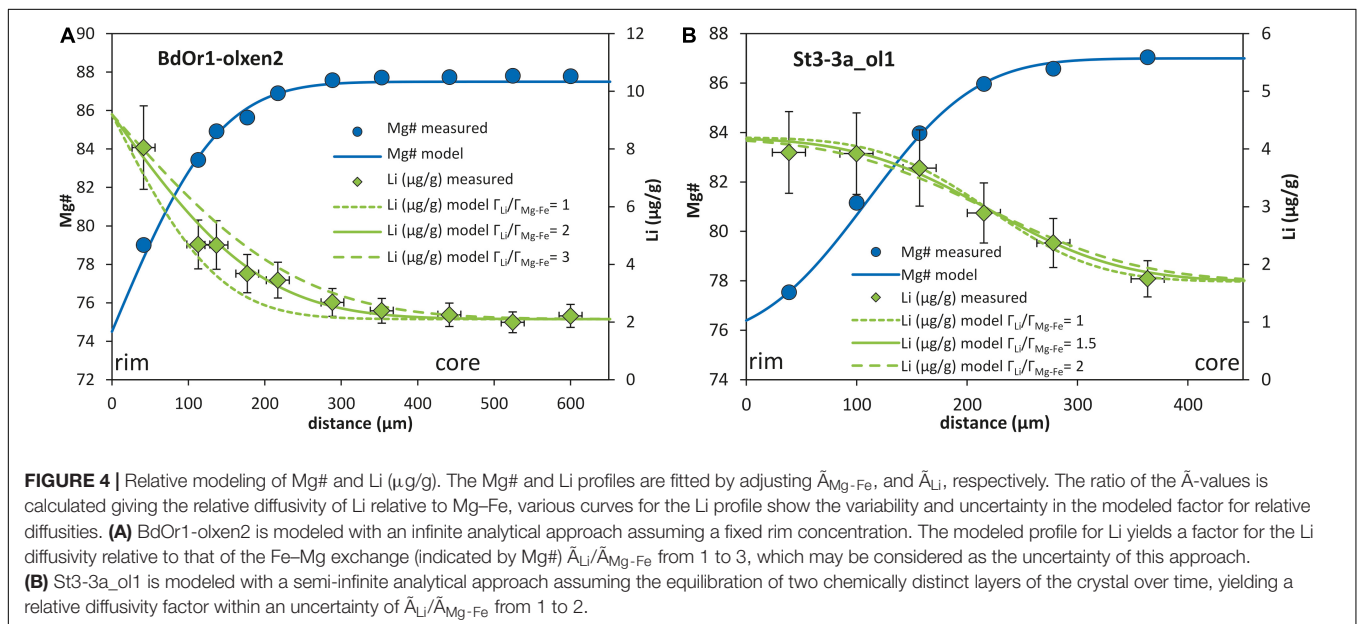 A
BdOr1-olxen2
90
88
86
84
82
80
78
76
74
72
Mg#
12
10
8
6
4
2
0
Li (µg/g)
Mg# measured
Mg# model
Li (µg/g) measured
Li (µg/g) model ΓLi/ΓMg-Fe= 1
Li (µg/g) model ΓLi/ΓMg-Fe= 2
Li (µg/g) model ΓLi/ΓMg-Fe= 3
rim
core
0 100 200 300 400 500 600
distance (µm)
B
St3-3a_ol1
88
86
84
82
80
78
76
74
Mg#
6
5
4
3
2
1
0
Li (µg/g)
Mg# measured
Mg# model
Li (µg/g) measured
Li (µg/g) model ΓLi/ΓMg-Fe= 1
Li (µg/g) model ΓLi/ΓMg-Fe= 1.5
Li (µg/g) model ΓLi/ΓMg-Fe= 2
rim
core
0 100 200 300 400
distance (µm)
FIGURE 4 | Relative modeling of Mg# and Li (µg/g). The Mg# and Li profiles are fitted by adjusting ÃMg-Fe, and ÃLi, respectively. The ratio of the Ã-values is
calculated giving the relative diffusivity of Li relative to Mg–Fe, various curves for the Li profile show the variability and uncertainty in the modeled factor for relative
diffusities. (A) BdOr1-olxen2 is modeled with an infinite analytical approach assuming a fixed rim concentration. The modeled profile for Li yields a factor for the Li
diffusivity relative to that of the Fe–Mg exchange (indicated by Mg#) ÃLi/ÃMg-Fe from 1 to 3, which may be considered as the uncertainty of this approach.
(B) St3-3a_ol1 is modeled with a semi-infinite analytical approach assuming the equilibration of two chemically distinct layers of the crystal over time, yielding a
relative diffusivity factor within an uncertainty of ÃLi/ÃMg-Fe from 1 to 2.